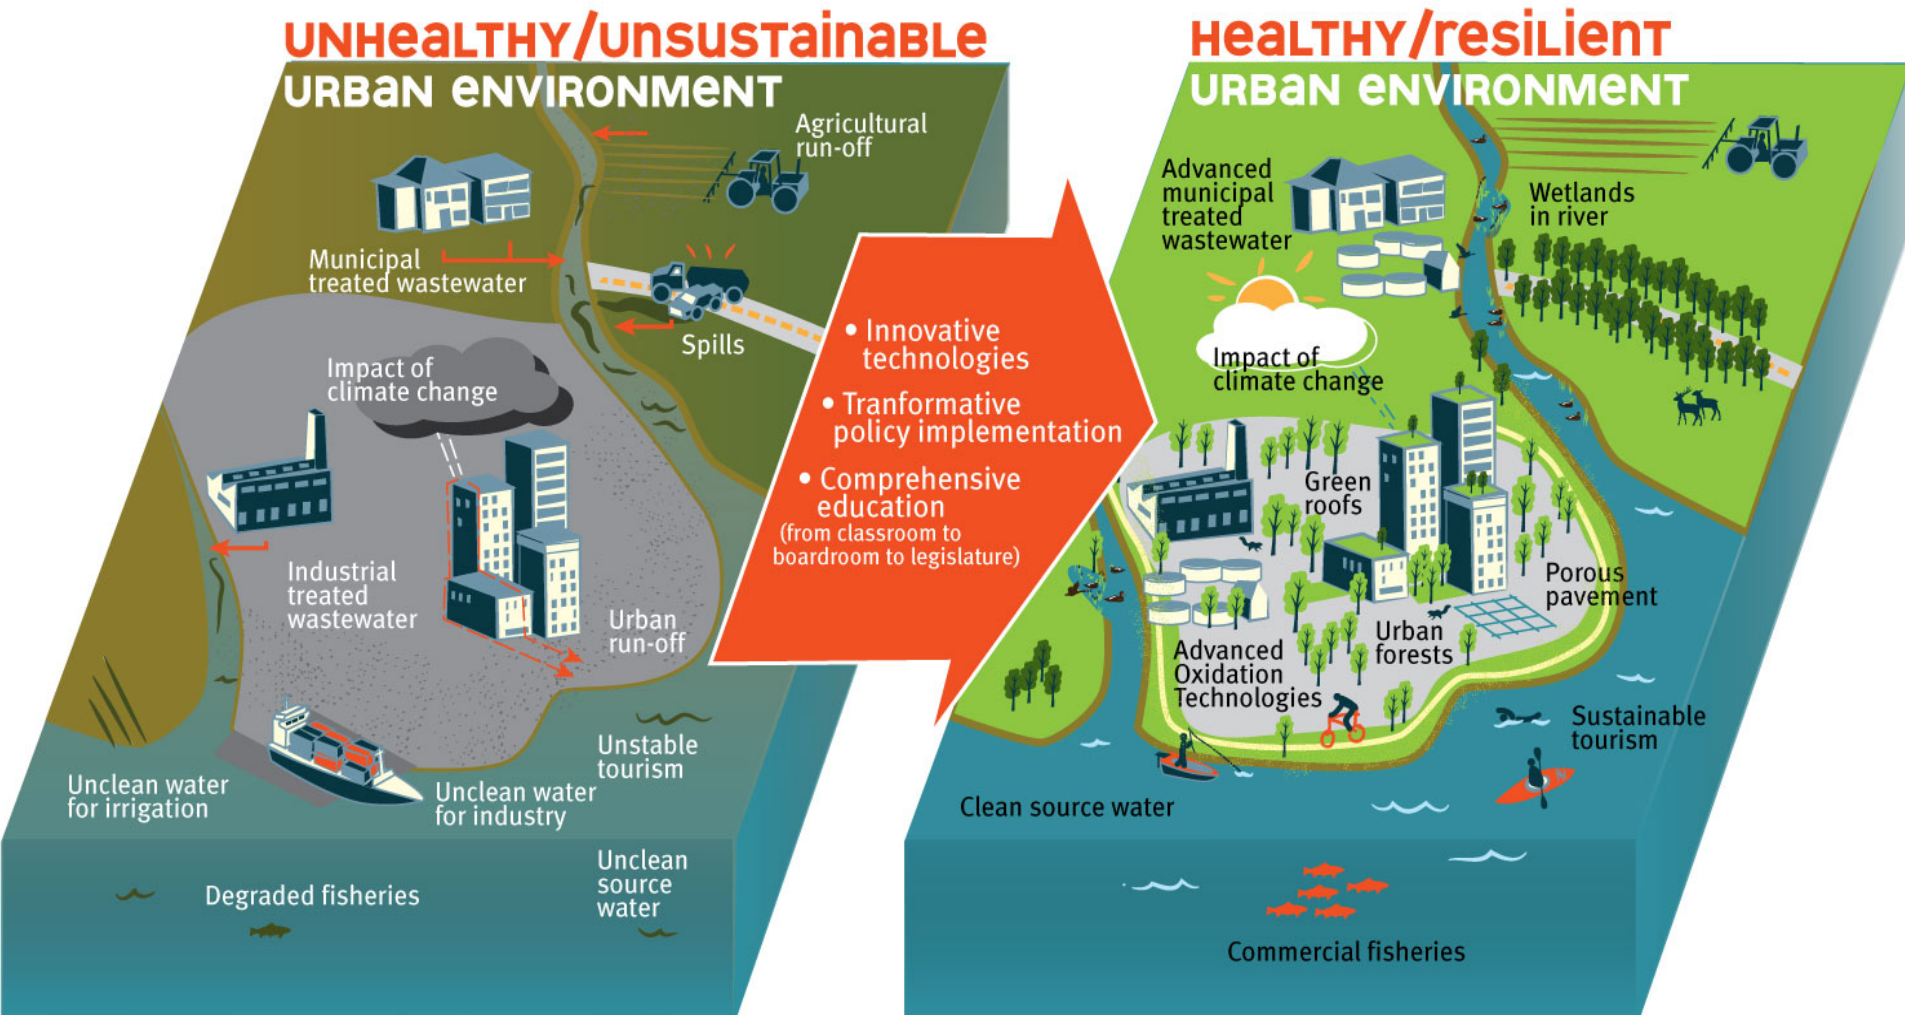 UNHEALTHY/UNSUSTAINABLE
URBAN ENVIRONMENT
Agricultural
run-off
Municipal
treated wastewater
Spills
Impact of
climate change
Industrial
treated
wastewater
Urban
run-off
Unstable
tourism
Unclean water
for irrigation
Unclean water
for industry
Degraded fisheries
Unclean
source
water
• Innovative
technologies
• Tranformative
policy implementation
• Comprehensive
education
(from classroom to
boardroom to legislature)
HEALTHY/RESILIENT
URBAN ENVIRONMENT
Advanced
municipal
treated
wastewater
Wetlands
in river
Impact of
climate change
Green
roofs
Porous
pavement
Urban
forests
Advanced
Oxidation
Technologies
Sustainable
tourism
Clean source water
Commercial fisheries